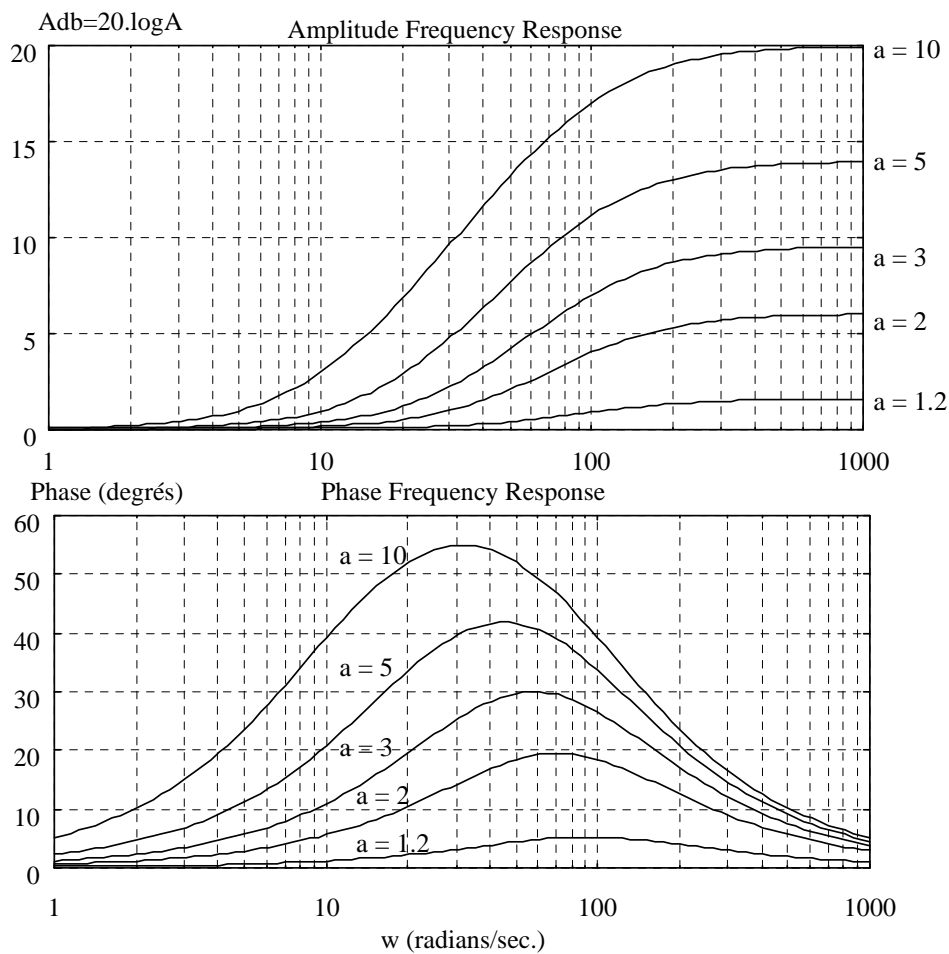 Adb=20.logA
Amplitude Frequency Response
20
15
10
5
0
a = 10
a = 5
a = 3
a = 2
a = 1.2
1 10 100 1000
Phase (degrés)
Phase Frequency Response
60
50
40
30
20
10
0
a = 10
a = 5
a = 3
a = 2
a = 1.2
1 10 100 1000
w (radians/sec.)